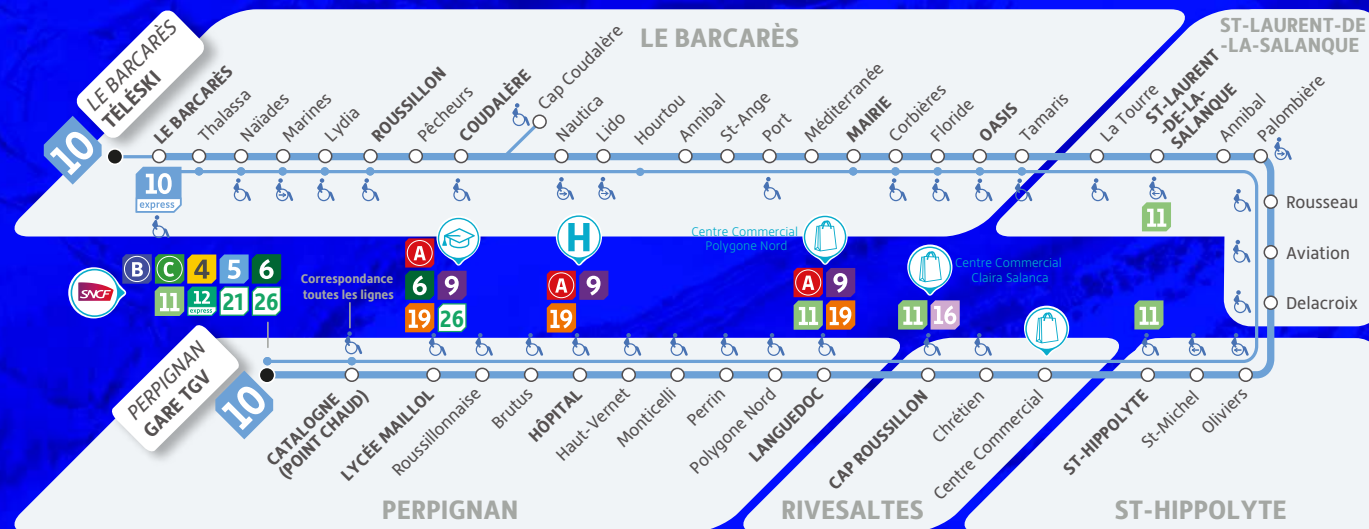 LE BARCARÈS
ST-LAURENT-DE
-LA-SALANQUE
LE BARCARÈS
TÉLÉSKI
10
LE BARCARÈS
Thalassa
Naïades
Marines
Lydia
ROUSSILLON
Pêcheurs
COUDALÈRE
Cap Coudalère
Nautica
Lido
Hourtou
Annibal
St-Ange
Port
Méditerranée
MAIRIE
Corbières
Floride
OASIS
Tamaris
La Tourre
ST-LAURENT
-DE-LA-
SALANQUE
Annibal
Palombière
10
express
11
Rousseau
Aviation
Delacroix
SNCF
B C 4 5 6
11 12 express 21 26
Correspondance
toutes les lignes
A
6 9
19 26
H
A 9
19
Centre Commercial
Polygone Nord
A 9
11 19
Centre Commercial
Claira Salanca
11 16
11
PERPIGNAN
GARE TGV
10
CATALOGNE
(POINT CHAUD)
LYCÉE MAILLOL
Roussillonnaise
Brutus
HÔPITAL
Haut- Vernet
Monticelli
Perrin
Polygone Nord
LANGUEDOC
CAP ROUSSILLON
Chrétien
Centre Commercial
ST-HIPPOLYTE
St-Michel
Oliviers
PERPIGNAN
RIVESALTES
ST-HIPPOLYTE